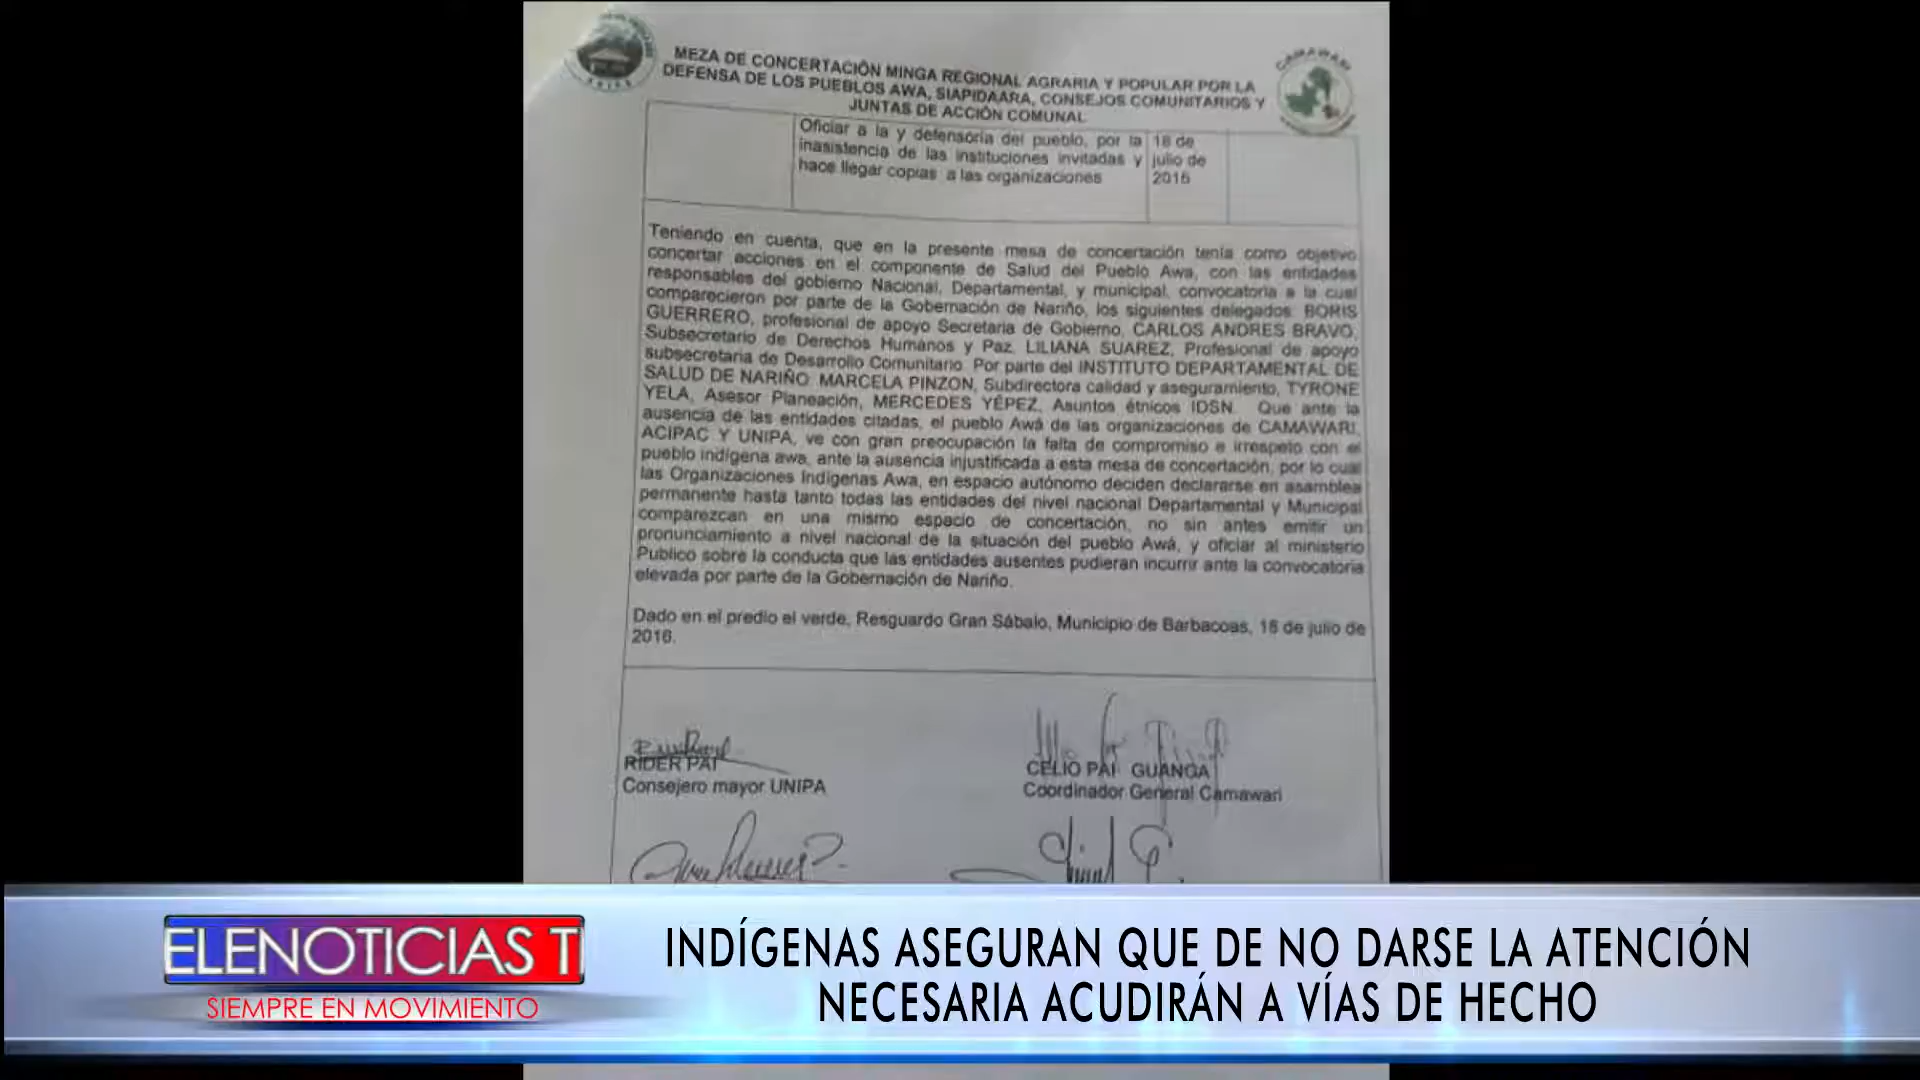 MEZA DE CONCERTACIÓN MINGA REGIONAL AGRARIA Y POPULAR POR LA
DEFENSA DE LOS PUEBLOS AWA, SIAPIDAARA, CONSEJOS COMUNITARIOS Y
JUNTAS DE ACCIÓN COMUNAL
CAMAWARI
Oficiar a la y defensoria del pueblo, por la
inasistencia de las instituciones invitadas y
hace llegar copias a las organizaciones
18 de
julio de
2016
Teniendo en cuenta, que en la presente mesa de concertación tenía como objetivo
concertar acciones en el componente de Salud del Pueblo Awa, con las entidades
responsables del gobierno Nacional, Departamental, y municipal, convocatoria a la cual
comparecieron por parte de la Gobernación de Nariño, los siguientes delegados: BORIS
GUERRERO, profesional de apoyo Secretaria de Gobierno, CARLOS ANDRES BRAVO,
Subsecretario de Derechos Humanos y Paz, LILIANA SUAREZ, Profesional de apoyo
subsecretaria de Desarrollo Comunitario. Por parte del INSTITUTO DEPARTAMENTAL DE
SALUD DE NARIÑO: MARCELA PINZON, Subdirectora calidad y aseguramiento, TYRONE
YELA, Asesor Planeación, MERCEDES YÉPEZ, Asuntos étnicos IDSN. Que ante la
ausencia de las entidades citadas, el pueblo Awá de las organizaciones de CAMAWARI,
ACIPAC Y UNIPA, ve con gran preocupación la falta de compromiso e irrespeto con el
pueblo indígena awa, ante la ausencia injustificada a esta mesa de concertación, por lo cual
las Organizaciones Indígenas Awa, en espacio autónomo deciden declararse en asamblea
permanente hasta tanto todas las entidades del nivel nacional Departamental y Municipal
comparezcan en una mismo espacio de concertación, no sin antes emitir un
pronunciamiento a nivel nacional de la situación del pueblo Awá, y oficiar al ministerio
Publico sobre la conducta que las entidades ausentes pudieran incurrir ante la convocatoria
elevada por parte de la Gobernación de Nariño.
Dado en el predio el verde, Resguardo Gran Sábalo, Municipio de Barbacoas, 18 de julio de
2016.
RIDER PAI
Consejero mayor UNIPA
CELIO PAI GUANGA
Coordinador General Camawari
ELENOTICIAS T
SIEMPRE EN MOVIMIENTO
INDÍGENAS ASEGURAN QUE DE NO DARSE LA ATENCIÓN
NECESARIA ACUDIRÁN A VÍAS DE HECHO